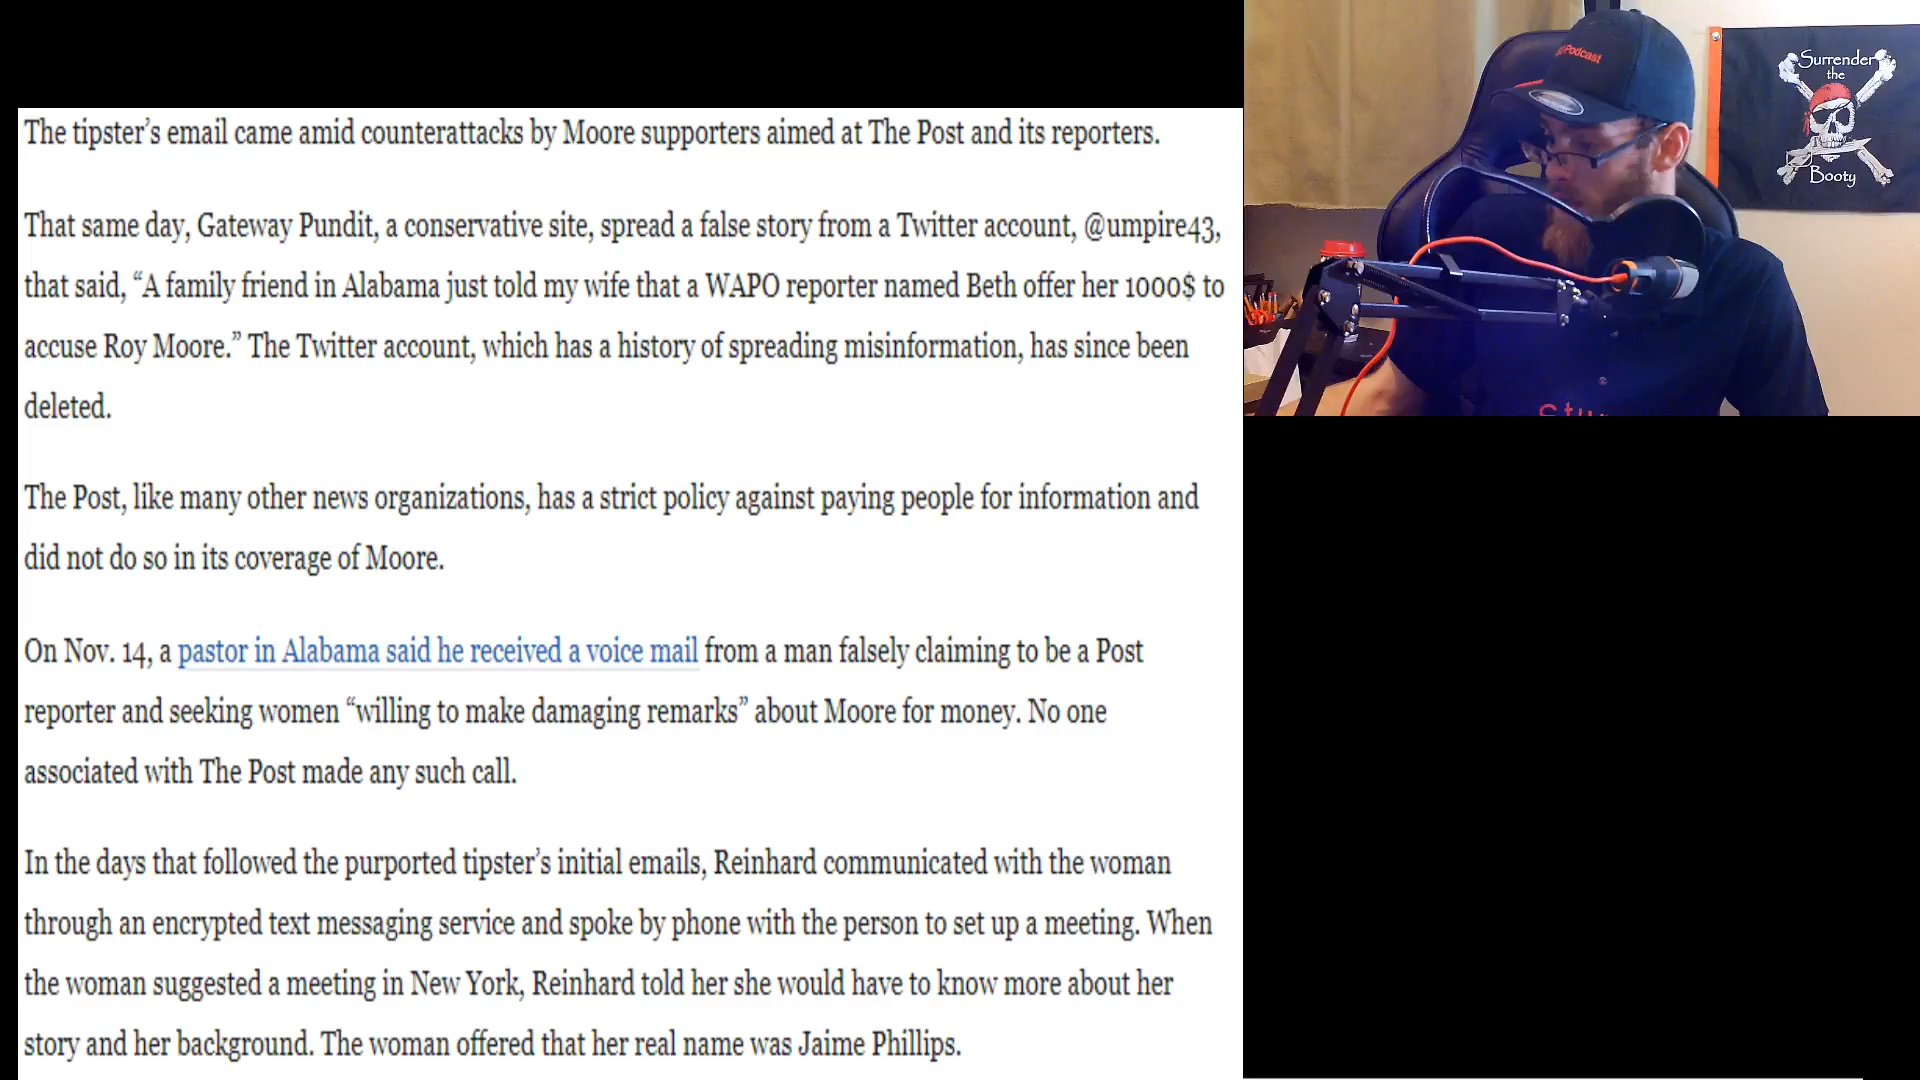 The tipster’s email came amid counterattacks by Moore supporters aimed at The Post and its reporters.
That same day, Gateway Pundit, a conservative site, spread a false story from a Twitter account, @umpire43,
that said, “A family friend in Alabama just told my wife that a WAPO reporter named Beth offer her 1000$ to
accuse Roy Moore.” The Twitter account, which has a history of spreading misinformation, has since been
deleted.
The Post, like many other news organizations, has a strict policy against paying people for information and
did not do so in its coverage of Moore.
On Nov. 14, a pastor in Alabama said he received a voice mail from a man falsely claiming to be a Post
reporter and seeking women “willing to make damaging remarks” about Moore for money. No one
associated with The Post made any such call.
In the days that followed the purported tipster’s initial emails, Reinhard communicated with the woman
through an encrypted text messaging service and spoke by phone with the person to set up a meeting. When
the woman suggested a meeting in New York, Reinhard told her she would have to know more about her
story and her background. The woman offered that her real name was Jaime Phillips.
Podcast
Surrender
the
Booty